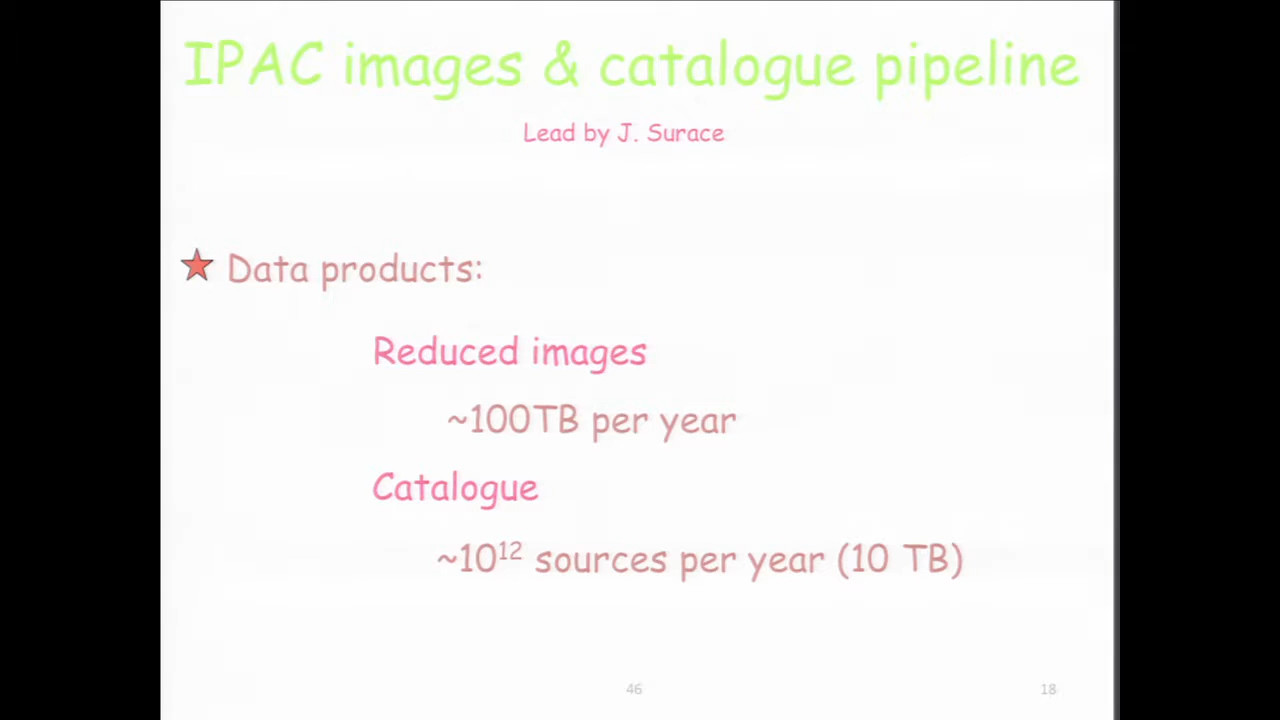 IPAC images & catalogue pipeline
Lead by J. Surace
Data products:
Reduced images
~100TB per year
Catalogue
~10¹² sources per year (10 TB)
46
18